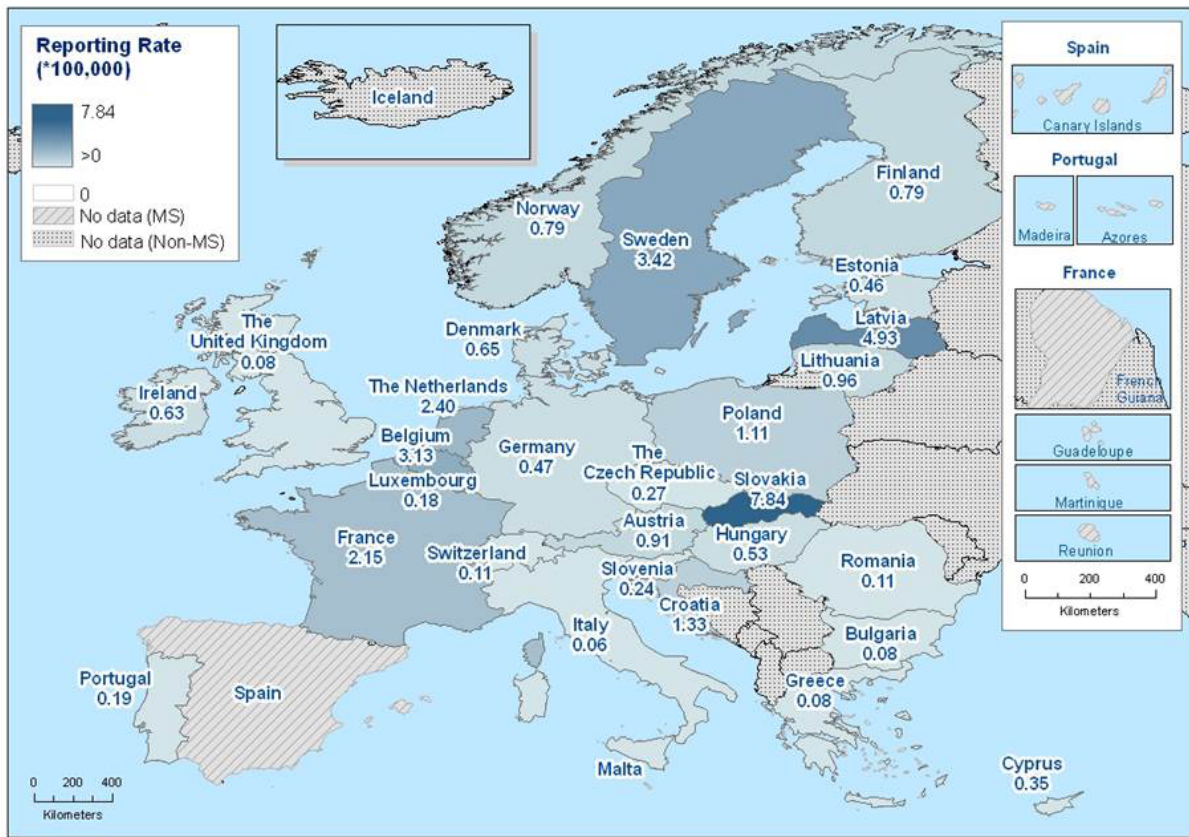 Reporting Rate
(*100,000)
7.84
>0
0
No data (MS)
No data (Non-MS)
Iceland
Finland
0.79
Norway
0.79
Sweden
3.42
Estonia
0.46
Latvia
4.93
Lithuania
0.96
Denmark
0.65
The
United Kingdom
0.08
Ireland
0.63
The Netherlands
2.40
Belgium
3.13
Luxembourg
0.18
Germany
0.47
Poland
1.11
The
Czech Republic
0.27
Slovakia
7.84
Austria
0.91
Hungary
0.53
France
2.15
Switzerland
0.11
Slovenia
0.24
Croatia
1.33
Romania
0.11
Italy
0.06
Bulgaria
0.08
Greece
0.08
Portugal
0.19
Spain
Malta
Cyprus
0.35
0 200 400
Kilometers
Spain
Canary Islands
Portugal
Madeira
Azores
France
French
Guiana
Guadeloupe
Martinique
Reunion
0 200 400
Kilometers